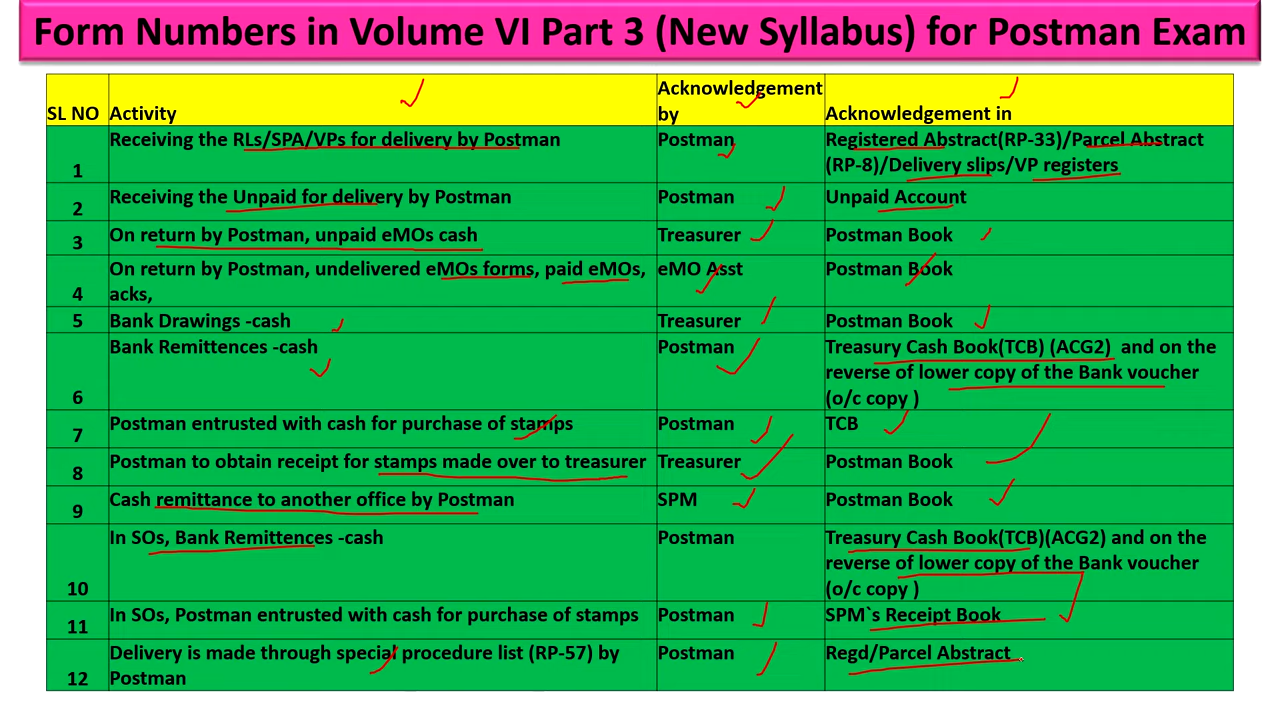 Form Numbers in Volume VI Part 3 (New Syllabus) for Postman Exam
SL NO Activity Acknowledgement by Acknowledgement in
1 Receiving the RLs/SPA/VPs for delivery by Postman Postman Registered Abstract(RP-33)/Parcel Abstract
(RP-8)/Delivery slips/VP registers
2 Receiving the Unpaid for delivery by Postman Postman Unpaid Account
3 On return by Postman, unpaid eMOs cash Treasurer Postman Book
4 On return by Postman, undelivered eMOs forms, paid eMOs, eMO Asst Postman Book
acks,
5 Bank Drawings -cash Treasurer Postman Book
6 Bank Remittences -cash Postman Treasury Cash Book(TCB) (ACG2) and on the
reverse of lower copy of the Bank voucher
(o/c copy )
7 Postman entrusted with cash for purchase of stamps Postman TCB
8 Postman to obtain receipt for stamps made over to treasurer Treasurer Postman Book
9 Cash remittance to another office by Postman SPM Postman Book
10 In SOs, Bank Remittences -cash Postman Treasury Cash Book(TCB)(ACG2) and on the
reverse of lower copy of the Bank voucher
(o/c copy )
11 In SOs, Postman entrusted with cash for purchase of stamps Postman SPM`s Receipt Book
12 Delivery is made through special procedure list (RP-57) by Postman Regd/Parcel Abstract
Postman